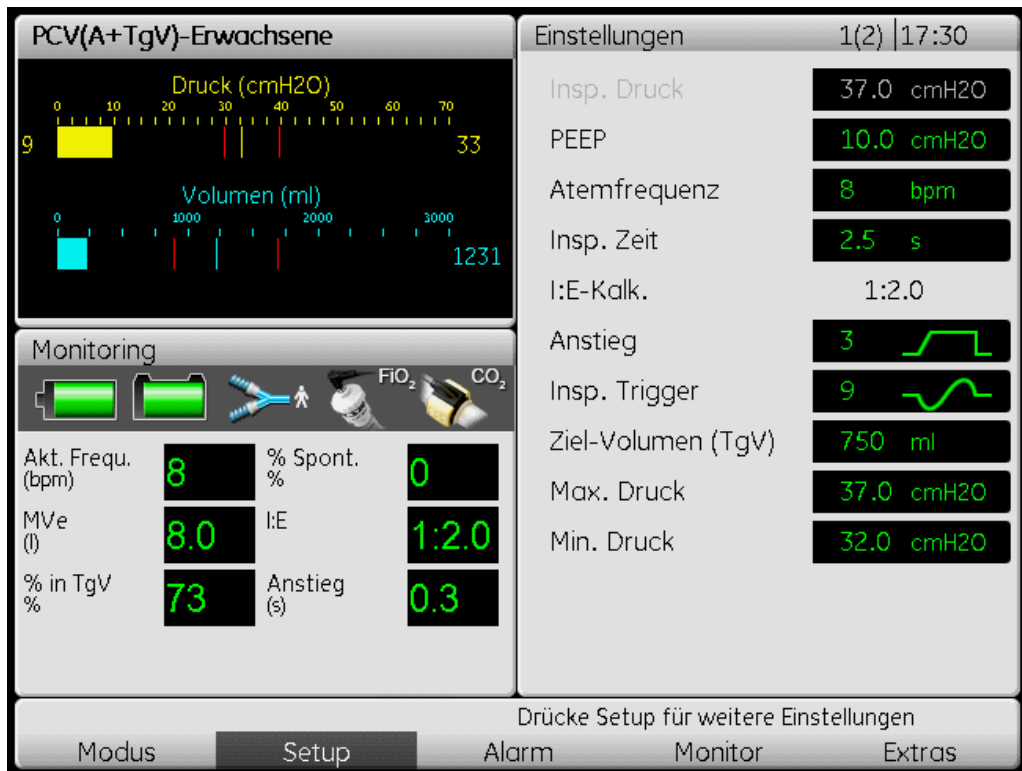 PCV(A+TgV)-Erwachsene
Druck (cmH2O)
0 10 20 30 40 50 60 70
9 33
Volumen (ml)
0 1000 2000 3000
1231
Monitoring
FiO2 CO2
Akt. Frequ. (bpm) 8 % Spont. % 0
MVe (l) 8.0 I:E 1:2.0
% in TgV % 73 Anstieg (s) 0.3
Einstellungen 1(2) |17:30
Insp. Druck 37.0 cmH2O
PEEP 10.0 cmH2O
Atemfrequenz 8 bpm
Insp. Zeit 2.5 s
I:E-Kalk. 1:2.0
Anstieg 3
Insp. Trigger 9
Ziel-Volumen (TgV) 750 ml
Max. Druck 37.0 cmH2O
Min. Druck 32.0 cmH2O
Drücke Setup für weitere Einstellungen
Modus Setup Alarm Monitor Extras